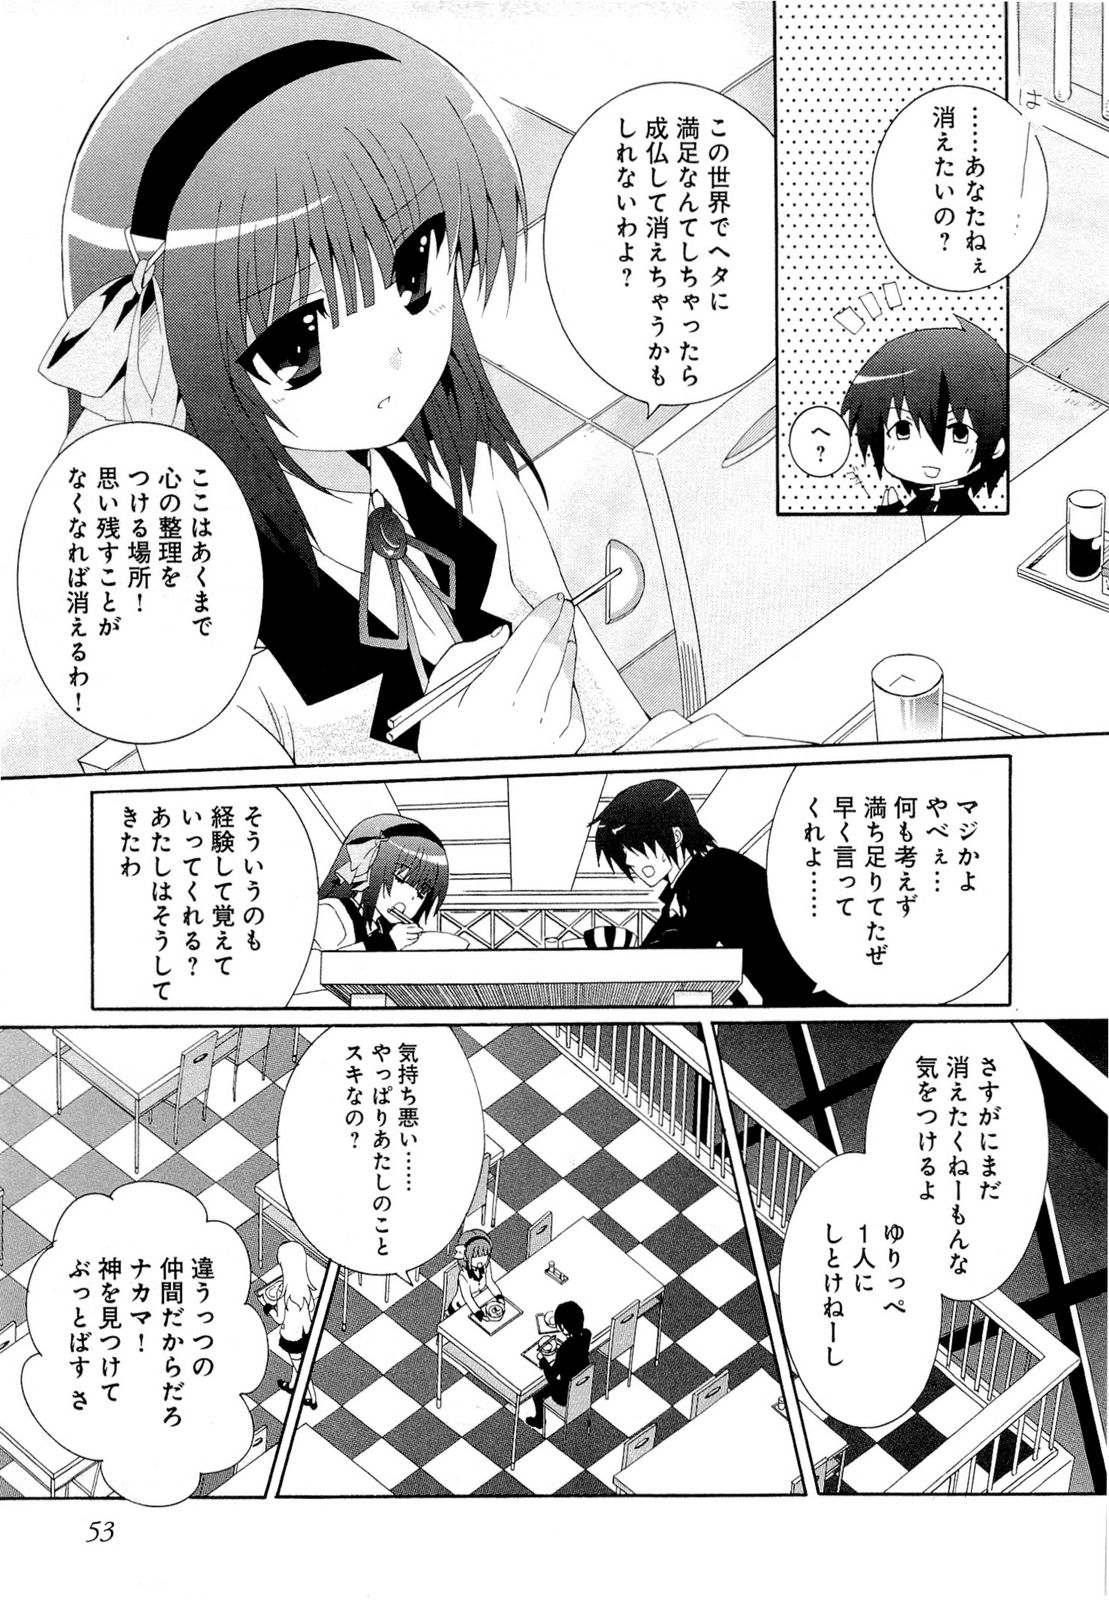 は
……あなたねぇ
消えたいの？
へ？
この世界でヘタに
満足なんてしちゃったら
成仏して消えちゃうかも
しれないわよ？
ここはあくまで
心の整理を
つける場所！
思い残すことが
なくなれば消えるわ！
マジかよ
やべぇ…
何も考えず
満ち足りてたぜ
早く言って
くれよ……
そういうのも
経験して覚えて
いってくれる？
あたしはそうして
きたわ
さすがにまだ
消えたくねーもんな
気をつけるよ
ゆりっぺ
1人に
しとけねーし
気持ち悪い……
やっぱりあたしのこと
スキなの？
違うっつの
仲間だからだろ
ナカマ！
神を見つけて
ぶっとばすさ
53